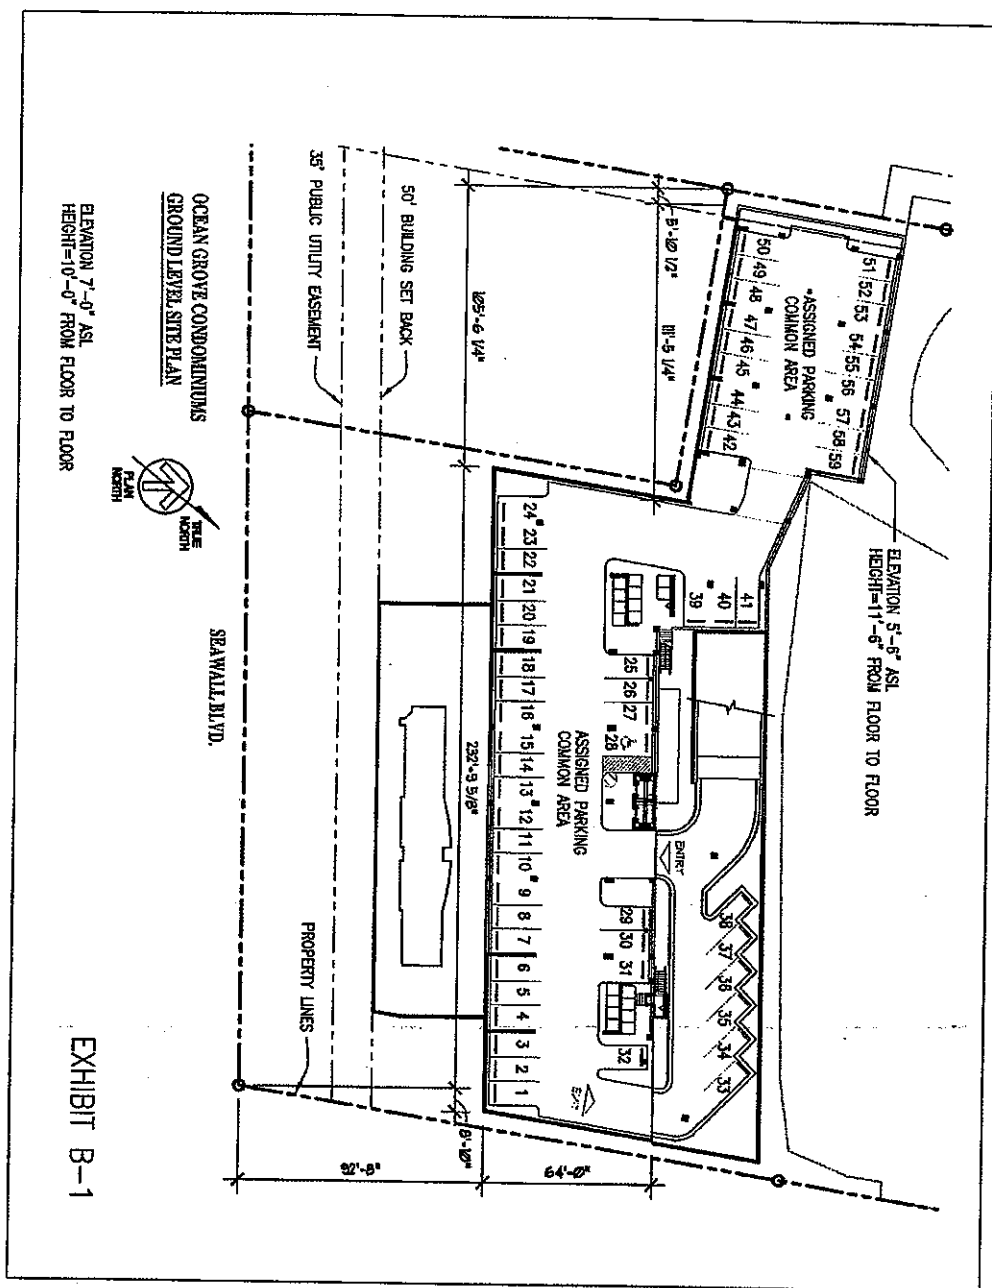 OCEAN GROVE CONDOMINIUMS
GROUND LEVEL SITE PLAN
ELEVATION 7'-0" ASL
HEIGHT=10'-0" FROM FLOOR TO FLOOR
PLAN
NORTH
TRUE
NORTH
SEAWALL BLVD.
EXHIBIT B-1
35' PUBLIC UTILITY EASEMENT
50' BUILDING SET BACK
PROPERTY LINES
105'-6 1/4"
111'-5 1/4"
64'-0"
ELEVATION 5'-6" ASL
HEIGHT=11'-6" FROM FLOOR TO FLOOR
ASSIGNED PARKING
COMMON AREA
50 49 48 47 46 45 44 43 42
51 52 53 54 55 56 57 58 59
39 40 41
24 23 22 21 20 19 18 17 16 15 14 13 12 11 10 9 8 7 6 5 4 3 2 1
25 26 27 28
ASSIGNED PARKING
COMMON AREA
ENTRY
29 30 31
32
EXIT
38 37 36 35 34 33